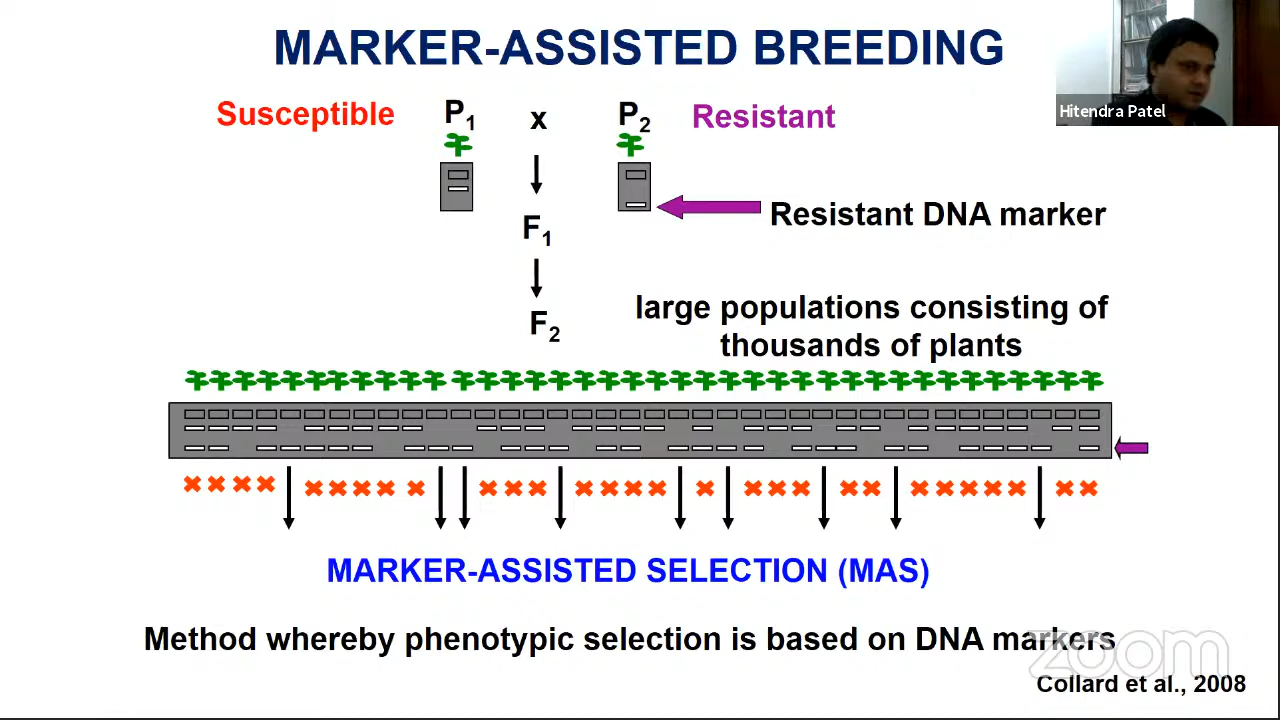 MARKER-ASSISTED BREEDING
Hitendra Patel
Susceptible P1 x P2 Resistant
Resistant DNA marker
F1
F2
large populations consisting of
thousands of plants
MARKER-ASSISTED SELECTION (MAS)
Method whereby phenotypic selection is based on DNA markers
zoom
Collard et al., 2008